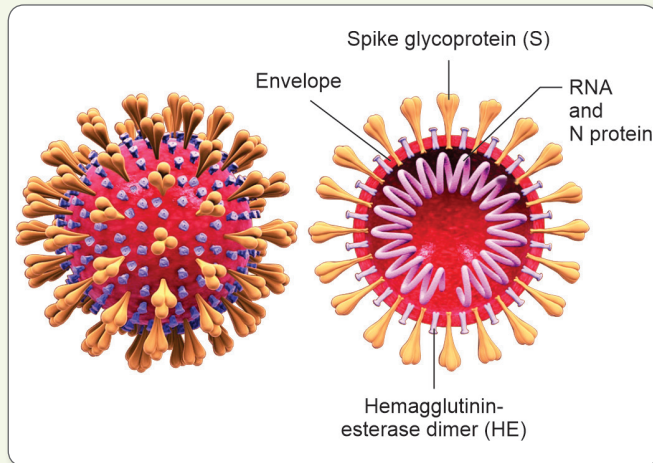 Spike glycoprotein (S)
Envelope
RNA
and
N protein
Hemagglutinin-
esterase dimer (HE)